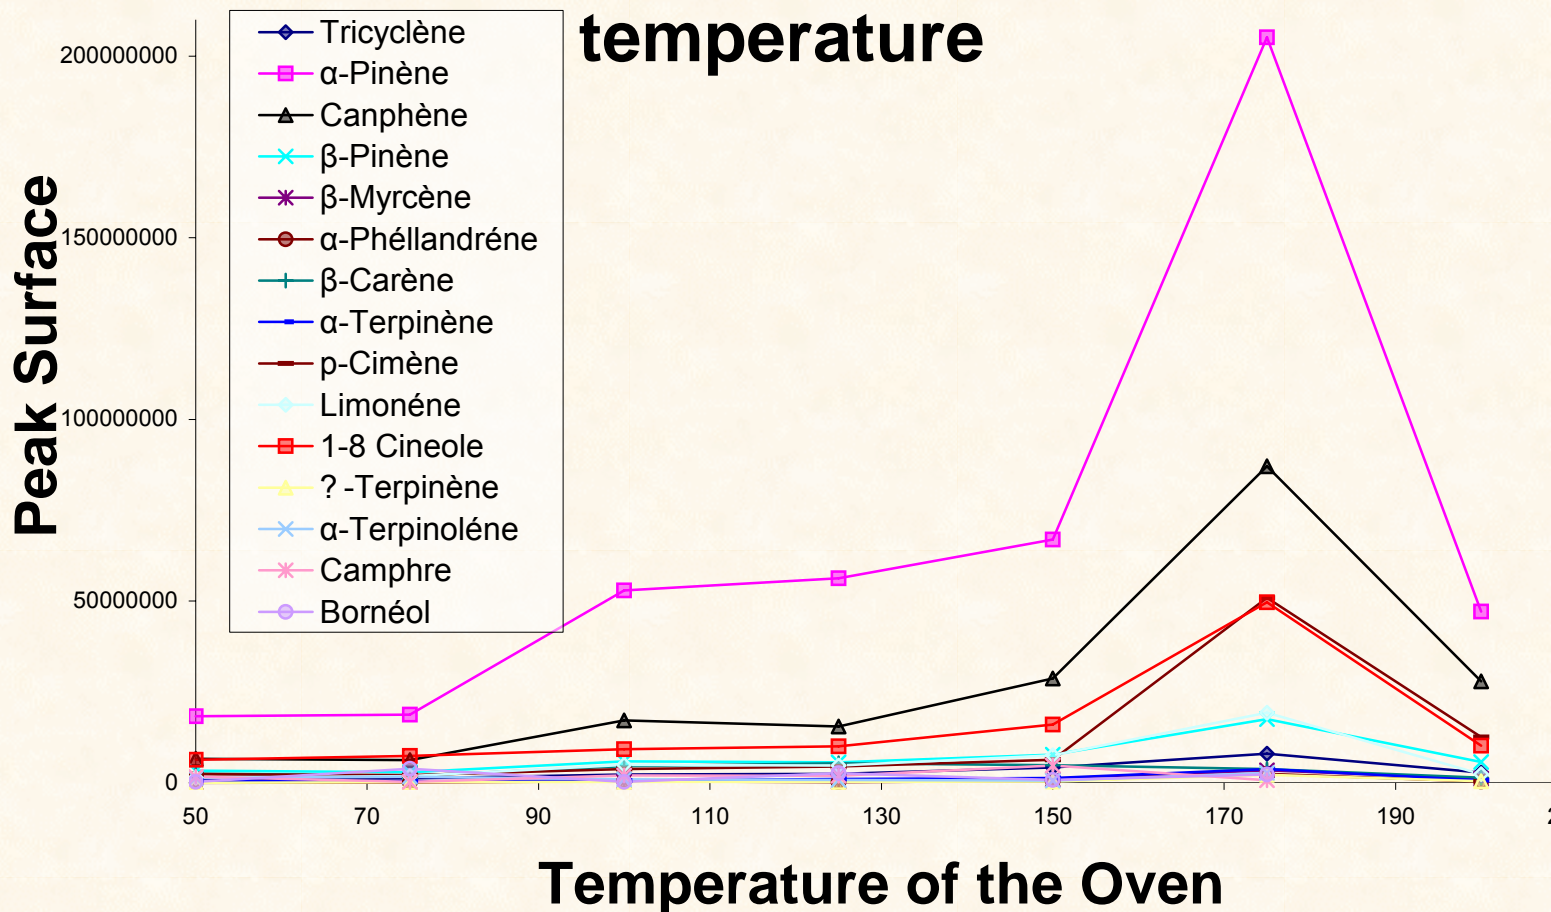 temperature
Tricyclène
α-Pinène
Canphène
β-Pinène
β-Myrcène
α-Phéllandréne
β-Carène
α-Terpinène
p-Cimène
Limonéne
1-8 Cineole
?-Terpinène
α-Terpinoléne
Camphre
Bornéol
Peak Surface
200000000
150000000
100000000
50000000
0
50 70 90 110 130 150 170 190
Temperature of the Oven